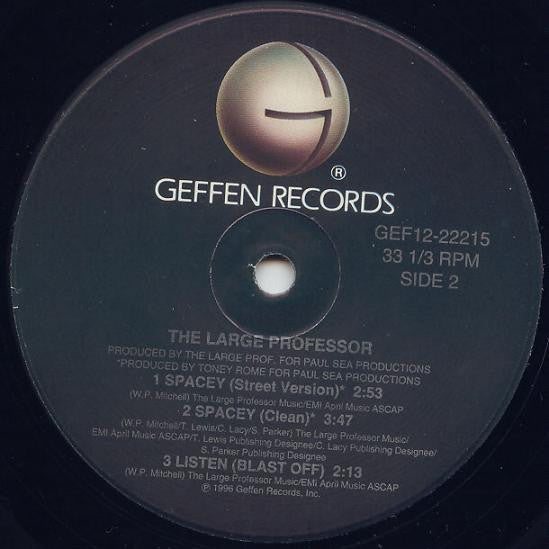 ®
GEFFEN RECORDS
GEF12-22215
33 1/3 RPM
SIDE 2
THE LARGE PROFESSOR
PRODUCED BY THE LARGE PROF. FOR PAUL SEA PRODUCTIONS
*PRODUCED BY TONEY ROME FOR PAUL SEA PRODUCTIONS
1 SPACEY (Street Version)* 2:53
(W.P. Mitchell) The Large Professor Music/EMI April Music ASCAP
2 SPACEY (Clean)* 3:47
(W.P. Mitchell/T. Lewis/C. Lacy/S. Parker) The Large Professor Music/
EMI April Music ASCAP/T. Lewis Publishing Designee/C. Lacy Publishing Designee/
S. Parker Publishing Designee
3 LISTEN (BLAST OFF) 2:13
(W.P. Mitchell) The Large Professor Music/EMI April Music ASCAP
℗ 1996 Geffen Records, Inc.